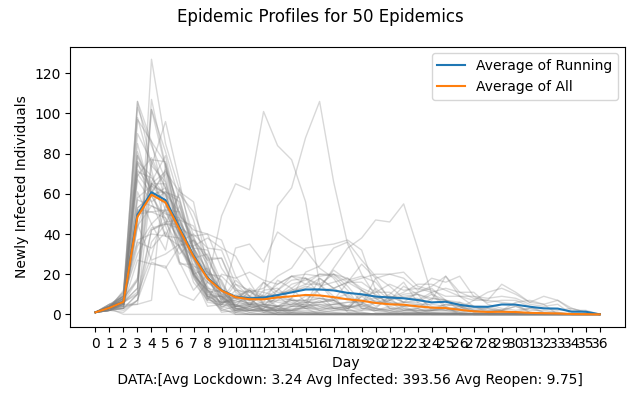 Epidemic Profiles for 50 Epidemics
Average of Running
Average of All
120
100
80
60
40
20
0
Newly Infected Individuals
0 1 2 3 4 5 6 7 8 9 10 11 12 13 14 15 16 17 18 19 20 21 22 23 24 25 26 27 28 29 30 31 32 33 34 35 36
Day
DATA:[Avg Lockdown: 3.24 Avg Infected: 393.56 Avg Reopen: 9.75]